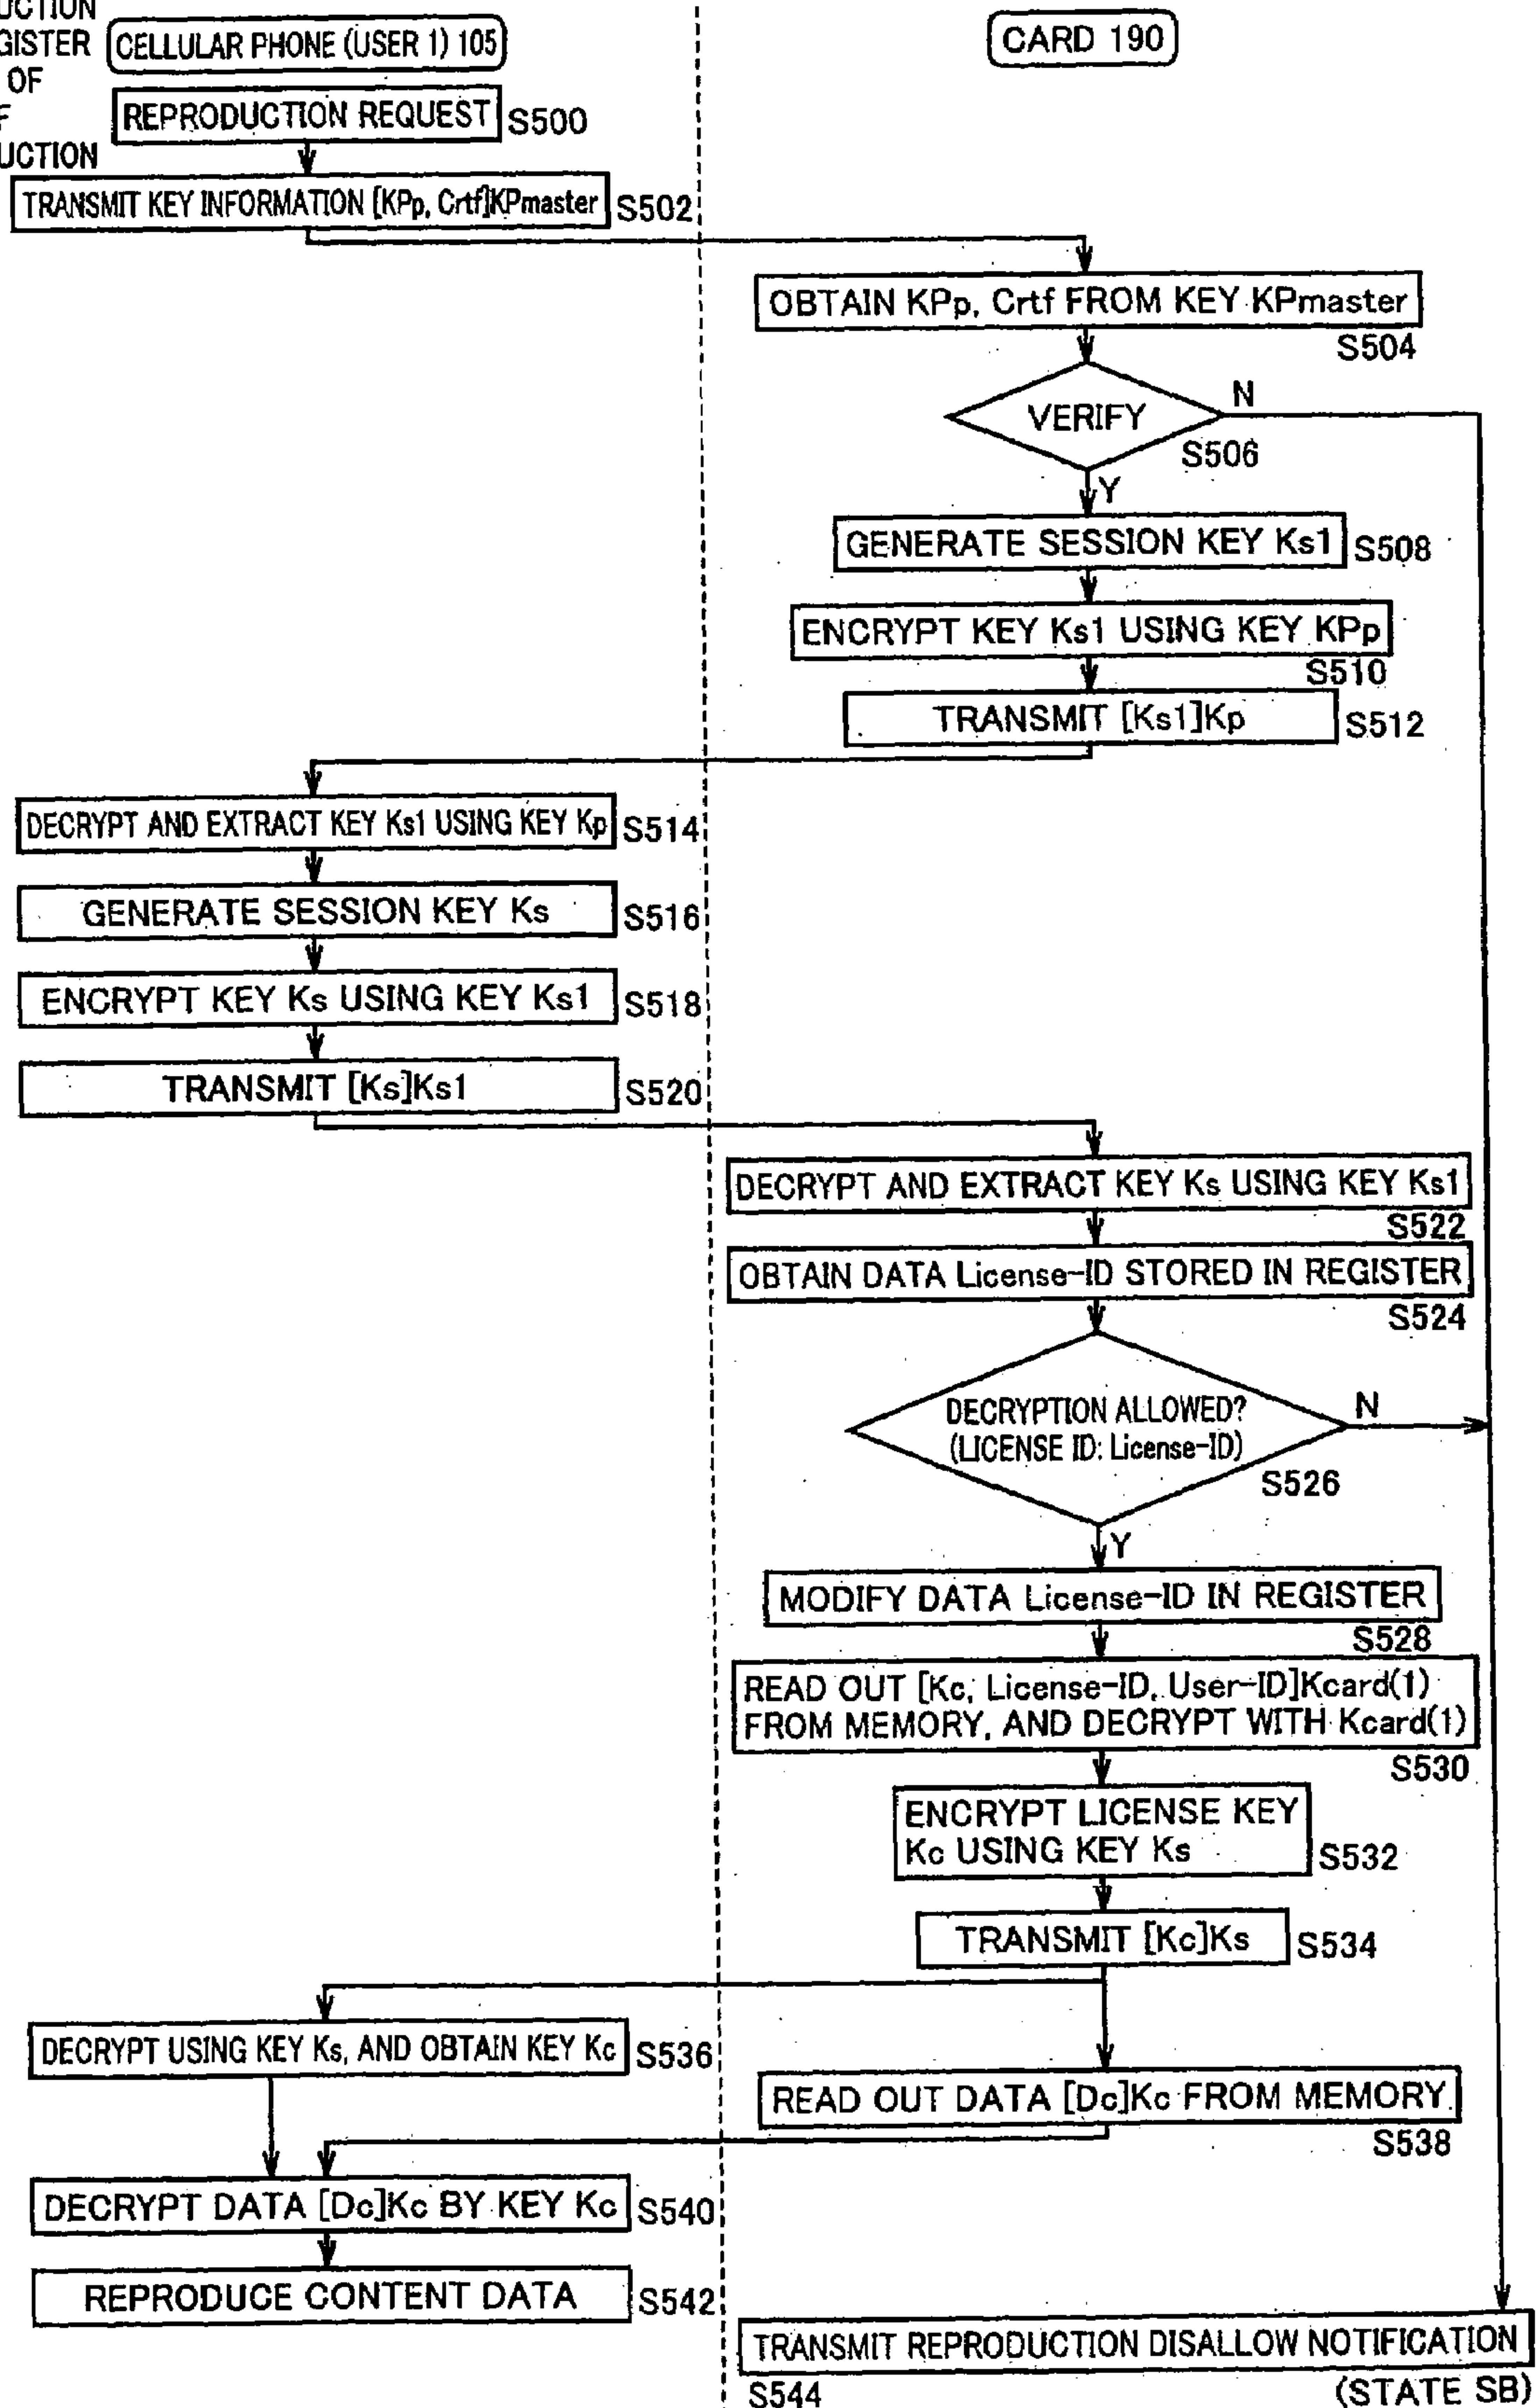 UCTION
GISTER
OF
F
UCTION
CELLULAR PHONE (USER 1) 105
CARD 190
REPRODUCTION REQUEST S500
TRANSMIT KEY INFORMATION [KPp, Crtf]KPmaster S502
OBTAIN KPp, Crtf FROM KEY KPmaster
S504
VERIFY
N
S506
Y
GENERATE SESSION KEY Ks1 S508
ENCRYPT KEY Ks1 USING KEY KPp
S510
TRANSMIT [Ks1]Kp S512
DECRYPT AND EXTRACT KEY Ks1 USING KEY Kp S514
GENERATE SESSION KEY Ks S516
ENCRYPT KEY Ks USING KEY Ks1 S518
TRANSMIT [Ks]Ks1 S520
DECRYPT AND EXTRACT KEY Ks USING KEY Ks1
S522
OBTAIN DATA License-ID STORED IN REGISTER
S524
DECRYPTION ALLOWED?
(LICENSE ID: License-ID)
N
S526
Y
MODIFY DATA License-ID IN REGISTER
S528
READ OUT [Kc, License-ID, User-ID]Kcard(1)
FROM MEMORY, AND DECRYPT WITH Kcard(1)
S530
ENCRYPT LICENSE KEY
Kc USING KEY Ks S532
TRANSMIT [Kc]Ks S534
DECRYPT USING KEY Ks, AND OBTAIN KEY Kc S536
READ OUT DATA [Dc]Kc FROM MEMORY
S538
DECRYPT DATA [Dc]Kc BY KEY Kc S540
REPRODUCE CONTENT DATA S542
TRANSMIT REPRODUCTION DISALLOW NOTIFICATION
S544 (STATE SB)